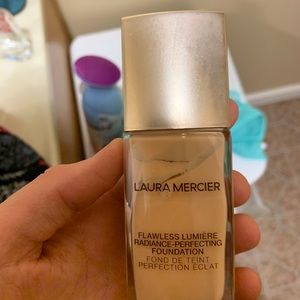 LAURA MERCIER
FLAWLESS LUMIÈRE
RADIANCE-PERFECTING
FOUNDATION
FOND DE TEINT
PERFECTION ÉCLAT